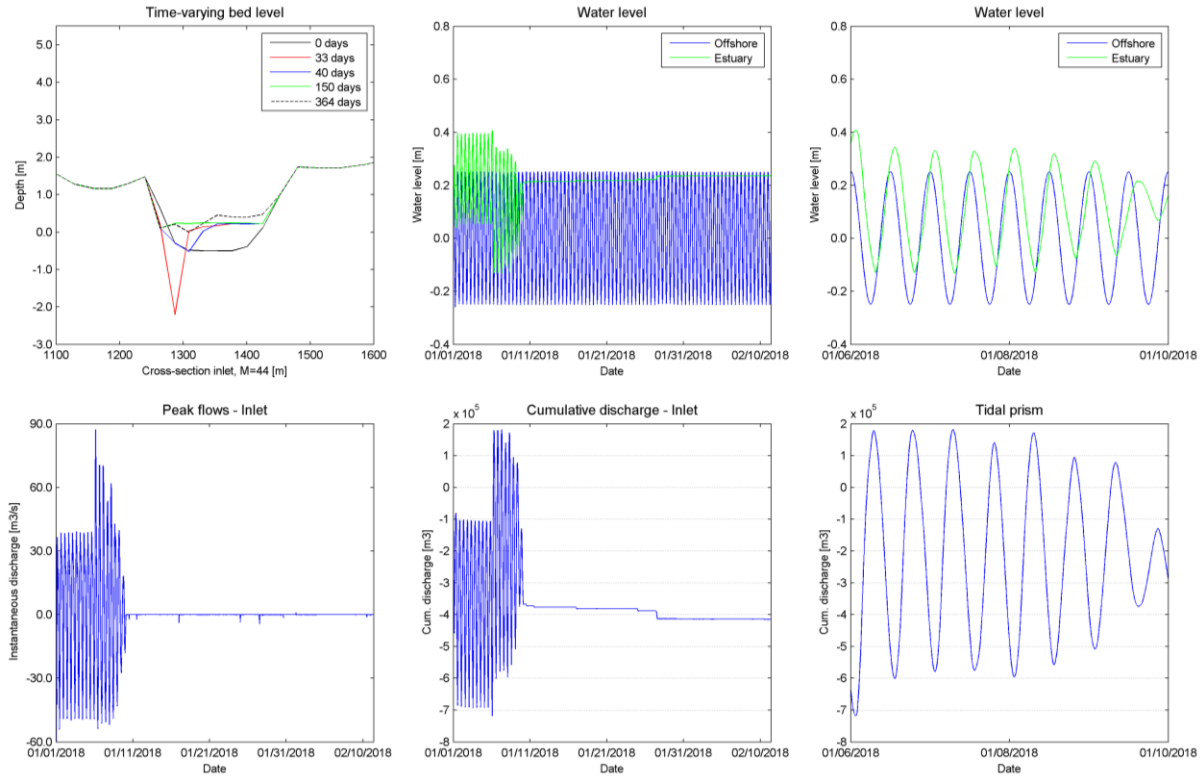 Time-varying bed level
5.0
4.0
3.0
2.0
1.0
0.0
-1.0
-2.0
-3.0
Depth [m]
0 days
33 days
40 days
150 days
364 days
1100 1200 1300 1400 1500 1600
Cross-section inlet, M=44 [m]
Water level
0.8
0.6
0.4
0.2
0.0
-0.2
-0.4
Water level [m]
Offshore
Estuary
01/01/2018 01/11/2018 01/21/2018 01/31/2018 02/10/2018
Date
Water level
0.8
0.6
0.4
0.2
0.0
-0.2
-0.4
Water level [m]
Offshore
Estuary
01/06/2018 01/08/2018 01/10/2018
Date
Peak flows - Inlet
90.0
60.0
30.0
0.0
-30.0
-60.0
Instantaneous discharge [m3/s]
01/01/2018 01/11/2018 01/21/2018 01/31/2018 02/10/2018
Date
Cumulative discharge - Inlet
x 10^5
2
1
0
-1
-2
-3
-4
-5
-6
-7
-8
Cum. discharge [m3]
01/01/2018 01/11/2018 01/21/2018 01/31/2018 02/10/2018
Date
Tidal prism
x 10^5
2
1
0
-1
-2
-3
-4
-5
-6
-7
-8
Cum. discharge [m3]
01/06/2018 01/08/2018 01/10/2018
Date